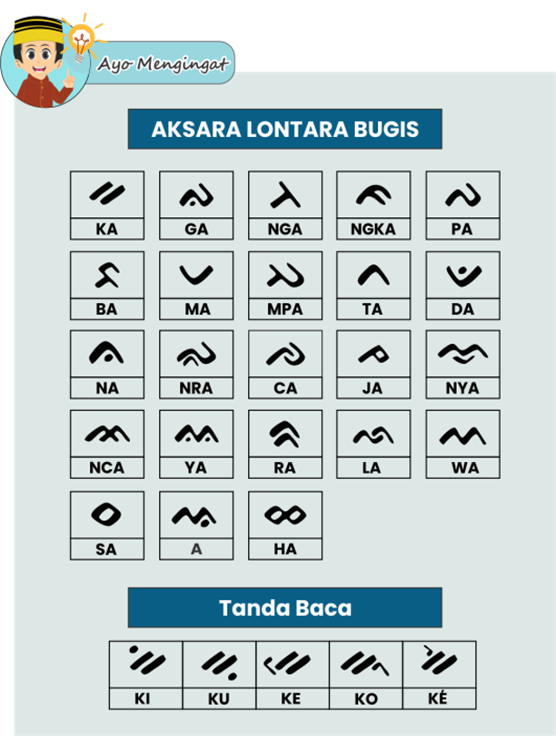 Ayo Mengingat
AKSARA LONTARA BUGIS
ᨀ ᨁ ᨂ ᨃ ᨄ
KA GA NGA NGKA PA
ᨅ ᨆ ᨇ ᨈ ᨉ
BA MA MPA TA DA
ᨊ ᨋ ᨌ ᨍ ᨎ
NA NRA CA JA NYA
ᨏ ᨐ ᨑ ᨒ ᨓ
NCA YA RA LA WA
ᨔ ᨕ ᨖ
SA A HA
Tanda Baca
ᨀᨗ ᨀᨘ ᨀᨙ ᨀᨚ ᨀᨛ
KI KU KE KO KÉ